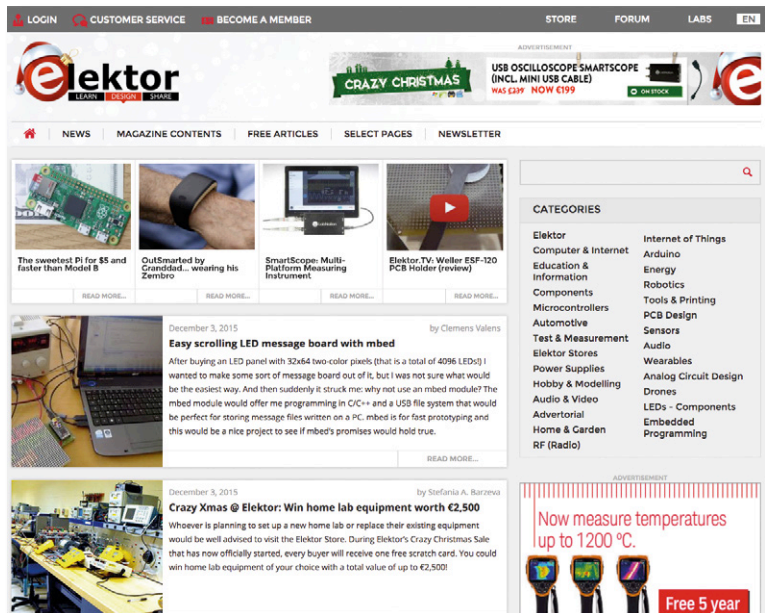 LOGIN CUSTOMER SERVICE BECOME A MEMBER STORE FORUM LABS EN
ADVERTISEMENT
elektor
LEARN DESIGN SHARE
CRAZY CHRISTMAS
USB OSCILLOSCOPE SMARTSCOPE
(INCL. MINI USB CABLE)
WAS €239 NOW €199
ON STOCK
NEWS MAGAZINE CONTENTS FREE ARTICLES SELECT PAGES NEWSLETTER
The sweetest Pi for $5 and
faster than Model B
READ MORE...
OutSmarted by
Granddad... wearing his
Zembro
READ MORE...
SmartScope: Multi-
Platform Measuring
Instrument
READ MORE...
Elektor.TV: Weller ESF-120
PCB Holder (review)
READ MORE...
December 3, 2015 by Clemens Valens
Easy scrolling LED message board with mbed
After buying an LED panel with 32x64 two-color pixels (that is a total of 4096 LEDs!) I
wanted to make some sort of message board out of it, but I was not sure what would
be the easiest way. And then suddenly it struck me: why not use an mbed module? The
mbed module would offer me programming in C/C++ and a USB file system that would
be perfect for storing message files written on a PC. mbed is for fast prototyping and
this would be a nice project to see if mbed's promises would hold true.
READ MORE...
December 3, 2015 by Stefania A. Barzeva
Crazy Xmas @ Elektor: Win home lab equipment worth €2,500
Whoever is planning to set up a new home lab or replace their existing equipment
would be well advised to visit the Elektor Store. During Elektor's Crazy Christmas Sale
that has now officially started, every buyer will receive one free scratch card. You could
win home lab equipment of your choice with a total value of up to €2,500!
CATEGORIES
Elektor
Computer & Internet
Education &
Information
Components
Microcontrollers
Automotive
Test & Measurement
Elektor Stores
Power Supplies
Hobby & Modelling
Audio & Video
Advertorial
Home & Garden
RF (Radio)
Internet of Things
Arduino
Energy
Robotics
Tools & Printing
PCB Design
Sensors
Audio
Wearables
Analog Circuit Design
Drones
LEDs - Components
Embedded
Programming
ADVERTISEMENT
Now measure temperatures
up to 1200 ºC.
Free 5 year